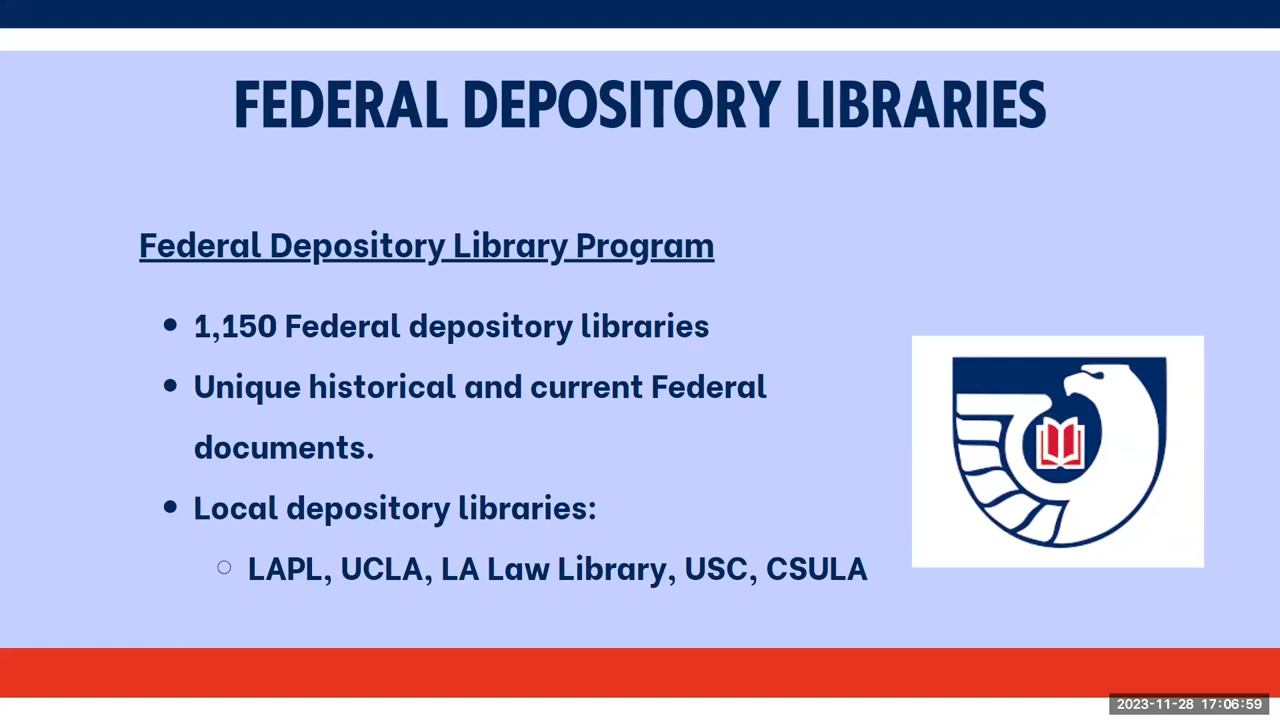 FEDERAL DEPOSITORY LIBRARIES
Federal Depository Library Program
1,150 Federal depository libraries
Unique historical and current Federal
documents.
Local depository libraries:
LAPL, UCLA, LA Law Library, USC, CSULA
2023-11-28 17:06:59